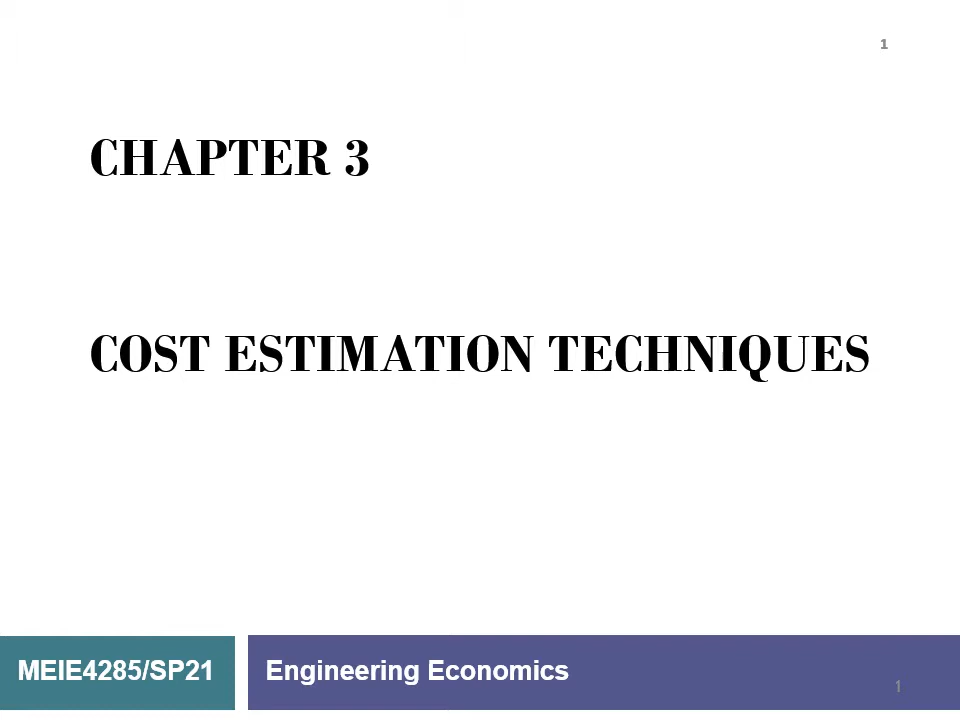 1
CHAPTER 3
COST ESTIMATION TECHNIQUES
MEIE4285/SP21
Engineering Economics
1